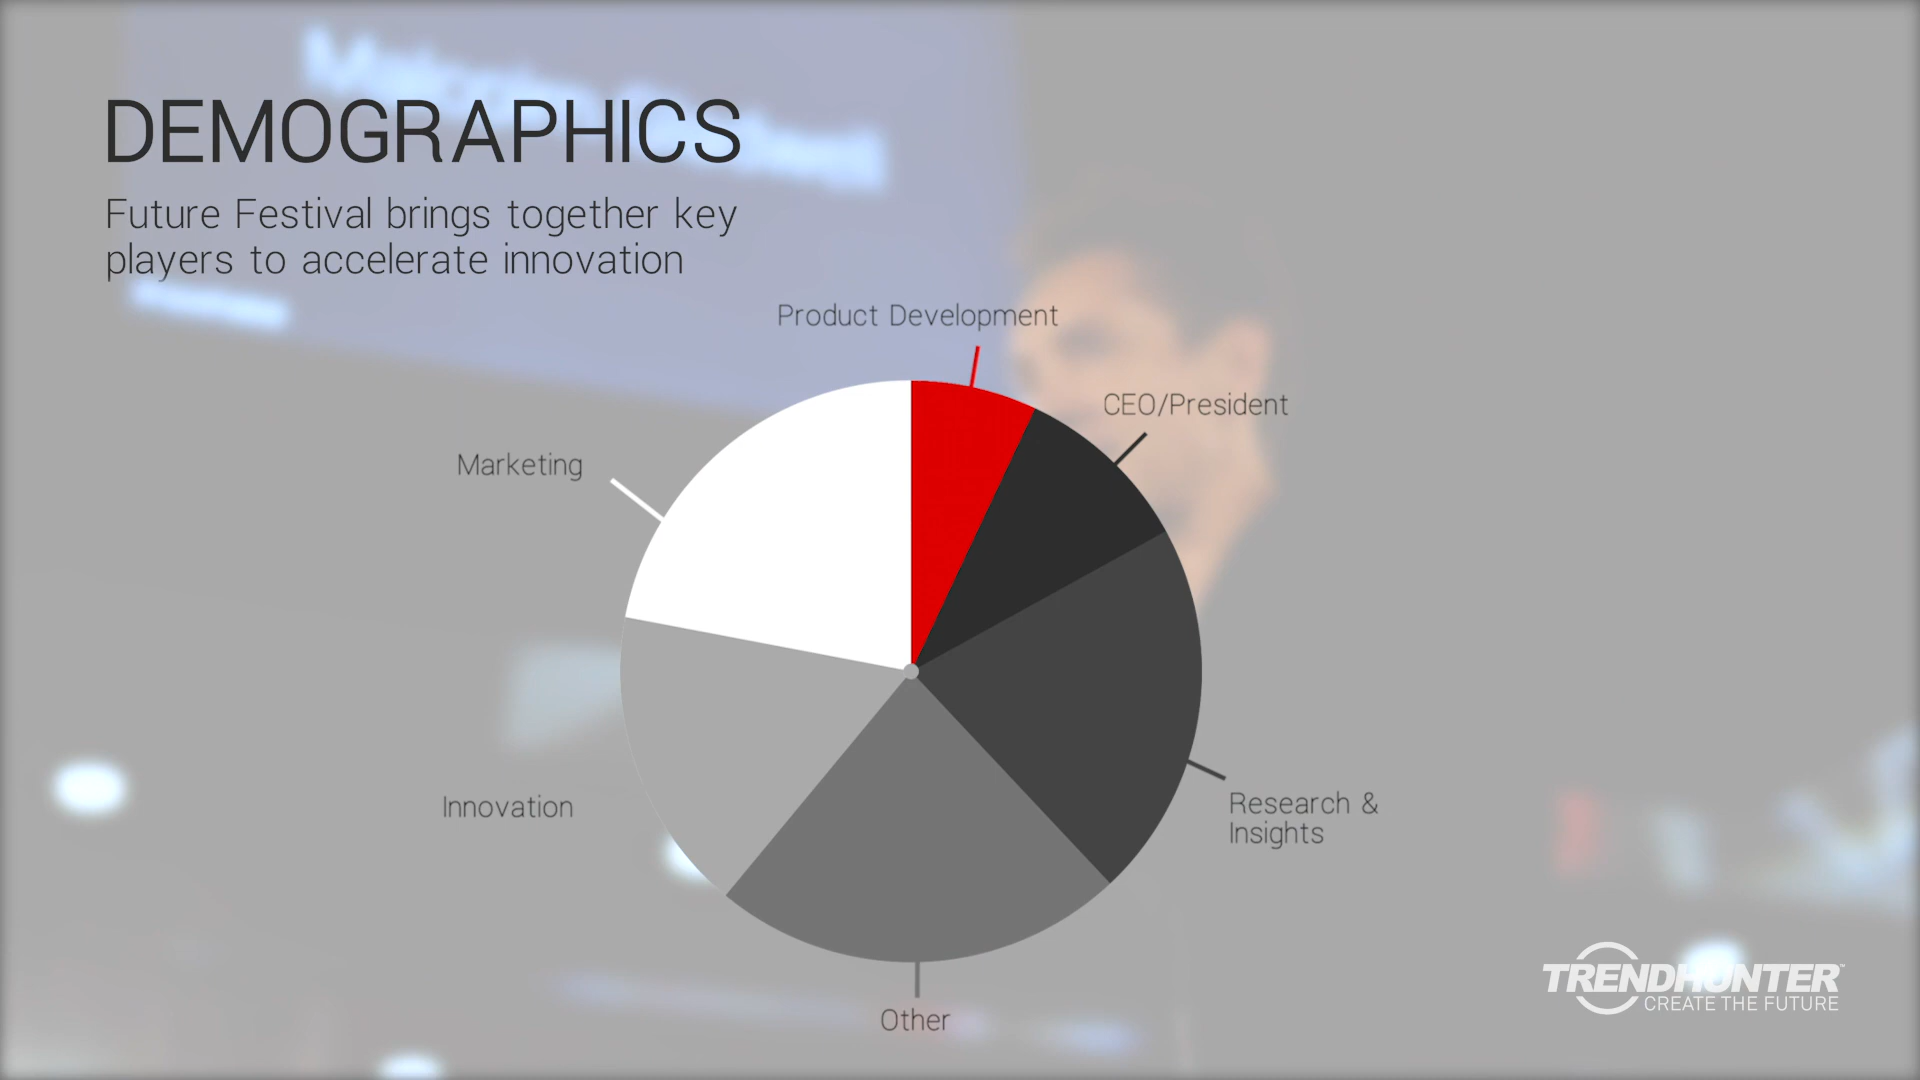 DEMOGRAPHICS
Future Festival brings together key
players to accelerate innovation
Product Development
CEO/President
Marketing
Innovation
Research &
Insights
Other
TRENDHUNTER™
CREATE THE FUTURE